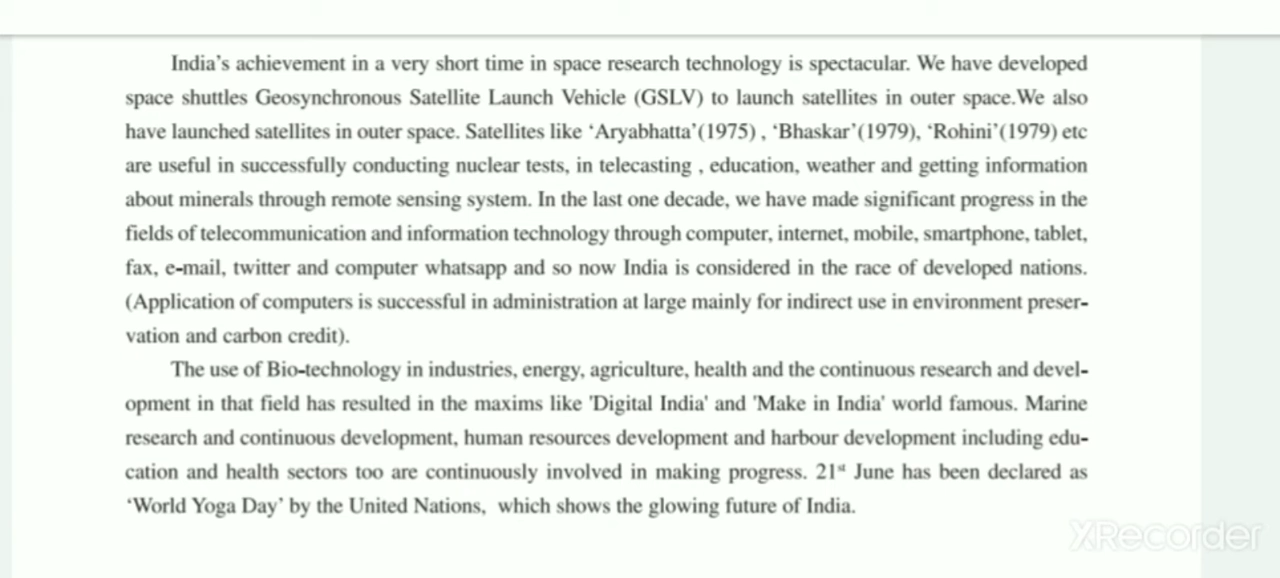 India's achievement in a very short time in space research technology is spectacular. We have developed
space shuttles Geosynchronous Satellite Launch Vehicle (GSLV) to launch satellites in outer space.We also
have launched satellites in outer space. Satellites like ‘Aryabhatta’(1975) , ‘Bhaskar’(1979), ‘Rohini’(1979) etc
are useful in successfully conducting nuclear tests, in telecasting , education, weather and getting information
about minerals through remote sensing system. In the last one decade, we have made significant progress in the
fields of telecommunication and information technology through computer, internet, mobile, smartphone, tablet,
fax, e-mail, twitter and computer whatsapp and so now India is considered in the race of developed nations.
(Application of computers is successful in administration at large mainly for indirect use in environment preser-
vation and carbon credit).
The use of Bio-technology in industries, energy, agriculture, health and the continuous research and devel-
opment in that field has resulted in the maxims like 'Digital India' and 'Make in India' world famous. Marine
research and continuous development, human resources development and harbour development including edu-
cation and health sectors too are continuously involved in making progress. 21st June has been declared as
‘World Yoga Day’ by the United Nations, which shows the glowing future of India.
XRecorder